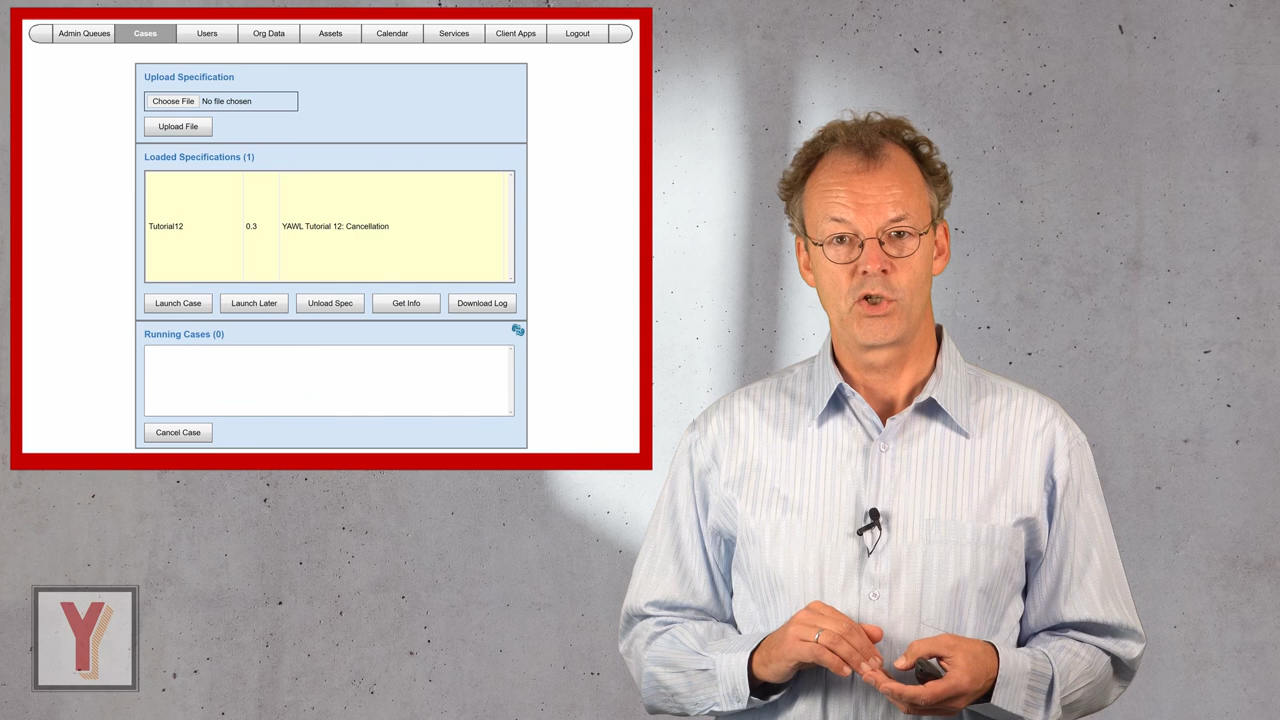 Admin Queues Cases Users Org Data Assets Calendar Services Client Apps Logout
Upload Specification
Choose File No file chosen
Upload File
Loaded Specifications (1)
Tutorial12 0.3 YAWL Tutorial 12: Cancellation
Launch Case Launch Later Unload Spec Get Info Download Log
Running Cases (0)
Cancel Case
Y